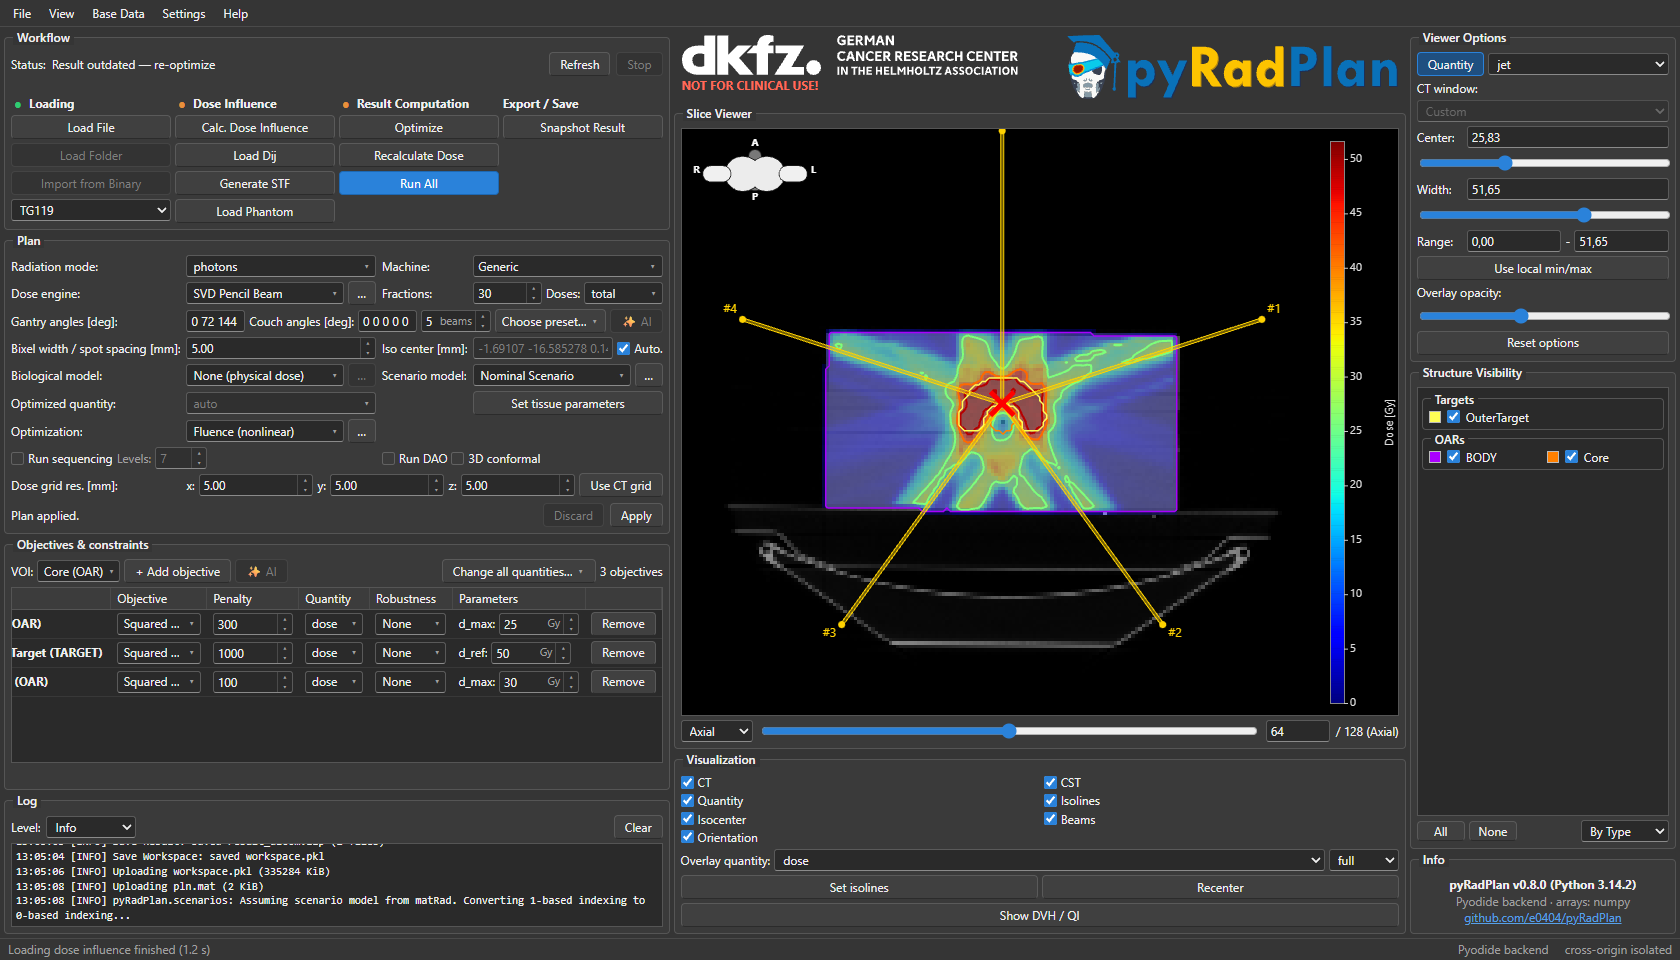 File View Base Data Settings Help
Workflow
Status: Result outdated — re-optimize
Refresh Stop
Loading Dose Influence Result Computation Export / Save
Load File Calc. Dose Influence Optimize Snapshot Result
Load Folder Load Dij Recalculate Dose
Import from Binary Generate STF Run All
TG119 Load Phantom
Plan
Radiation mode: photons Machine: Generic
Dose engine: SVD Pencil Beam ... Fractions: 30 Doses: total
Gantry angles [deg]: 0 72 144 Couch angles [deg]: 0 0 0 0 0 5 beams Choose preset... AI
Bixel width / spot spacing [mm]: 5.00 Iso center [mm]: -1.69107 -16.585278 0.1 Auto.
Biological model: None (physical dose) ... Scenario model: Nominal Scenario ...
Optimized quantity: auto Set tissue parameters
Optimization: Fluence (nonlinear) ...
Run sequencing Levels: 7 Run DAO 3D conformal
Dose grid res. [mm]: x: 5.00 y: 5.00 z: 5.00 Use CT grid
Plan applied. Discard Apply
Objectives & constraints
VOI: Core (OAR) + Add objective AI Change all quantities... 3 objectives
Objective Penalty Quantity Robustness Parameters
OAR) Squared ... 300 dose None d_max: 25 Gy Remove
Target (TARGET) Squared ... 1000 dose None d_ref: 50 Gy Remove
(OAR) Squared ... 100 dose None d_max: 30 Gy Remove
Log
Level: Info Clear
13:05:04 [INFO] Save Workspace: saved workspace.pkl
13:05:06 [INFO] Uploading workspace.pkl (335284 KiB)
13:05:08 [INFO] Uploading pln.mat (2 KiB)
13:05:08 [INFO] pyRadPlan.scenarios: Assuming scenario model from matRad. Converting 1-based indexing to
0-based indexing...
Loading dose influence finished (1.2 s)
dkfz.
NOT FOR CLINICAL USE!
GERMAN
CANCER RESEARCH CENTER
IN THE HELMHOLTZ ASSOCIATION
pyRadPlan
Slice Viewer
A
R L
P
#4 #1
#3 #2
50
45
40
35
30
25
20
15
10
5
0
Dose [Gy]
Axial 64 / 128 (Axial)
Visualization
CT CST
Quantity Isolines
Isocenter Beams
Orientation
Overlay quantity: dose full
Set isolines Recenter
Show DVH / QI
Viewer Options
Quantity jet
CT window:
Custom
Center: 25,83
Width: 51,65
Range: 0,00 - 51,65
Use local min/max
Overlay opacity:
Reset options
Structure Visibility
Targets
OuterTarget
OARs
BODY Core
All None By Type
Info
pyRadPlan v0.8.0 (Python 3.14.2)
Pyodide backend · arrays: numpy
github.com/e0404/pyRadPlan
Pyodide backend cross-origin isolated